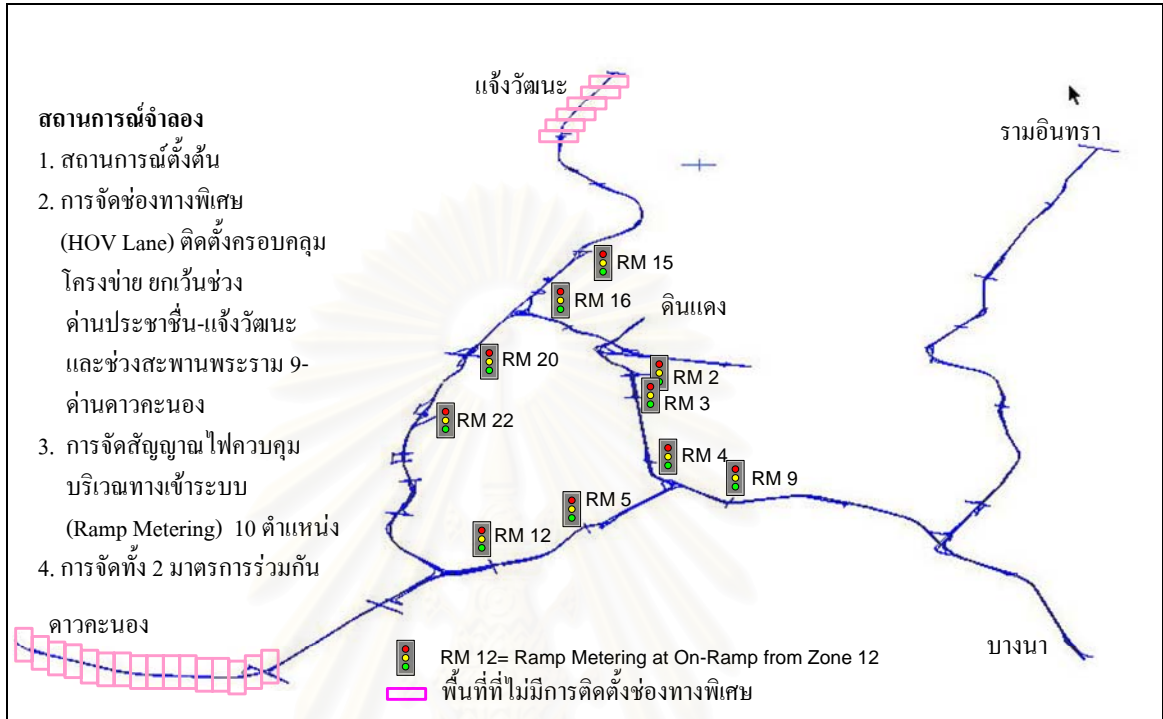 แจ้งวัฒนะ
รามอินทรา
สถานการณ์จำลอง
1. สถานการณ์ตั้งต้น
2. การจัดช่องทางพิเศษ
(HOV Lane) ติดตั้งครอบคลุม
โครงข่าย ยกเว้นช่วง
ด่านประชาชื่น-แจ้งวัฒนะ
และช่วงสะพานพระราม 9-
ด่านดาวคะนอง
3. การจัดสัญญาณไฟควบคุม
บริเวณทางเข้าระบบ
(Ramp Metering) 10 ตำแหน่ง
4. การจัดทั้ง 2 มาตรการร่วมกัน
RM 15
RM 16
ดินแดง
RM 20
RM 2
RM 3
RM 22
RM 4
RM 9
RM 5
RM 12
ดาวคะนอง
บางนา
RM 12= Ramp Metering at On-Ramp from Zone 12
พื้นที่ที่ไม่มีการติดตั้งช่องทางพิเศษ